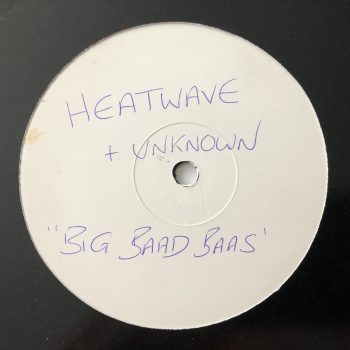 HEATWAVE
+ UNKNOWN
"BIG BAAD BAAS'